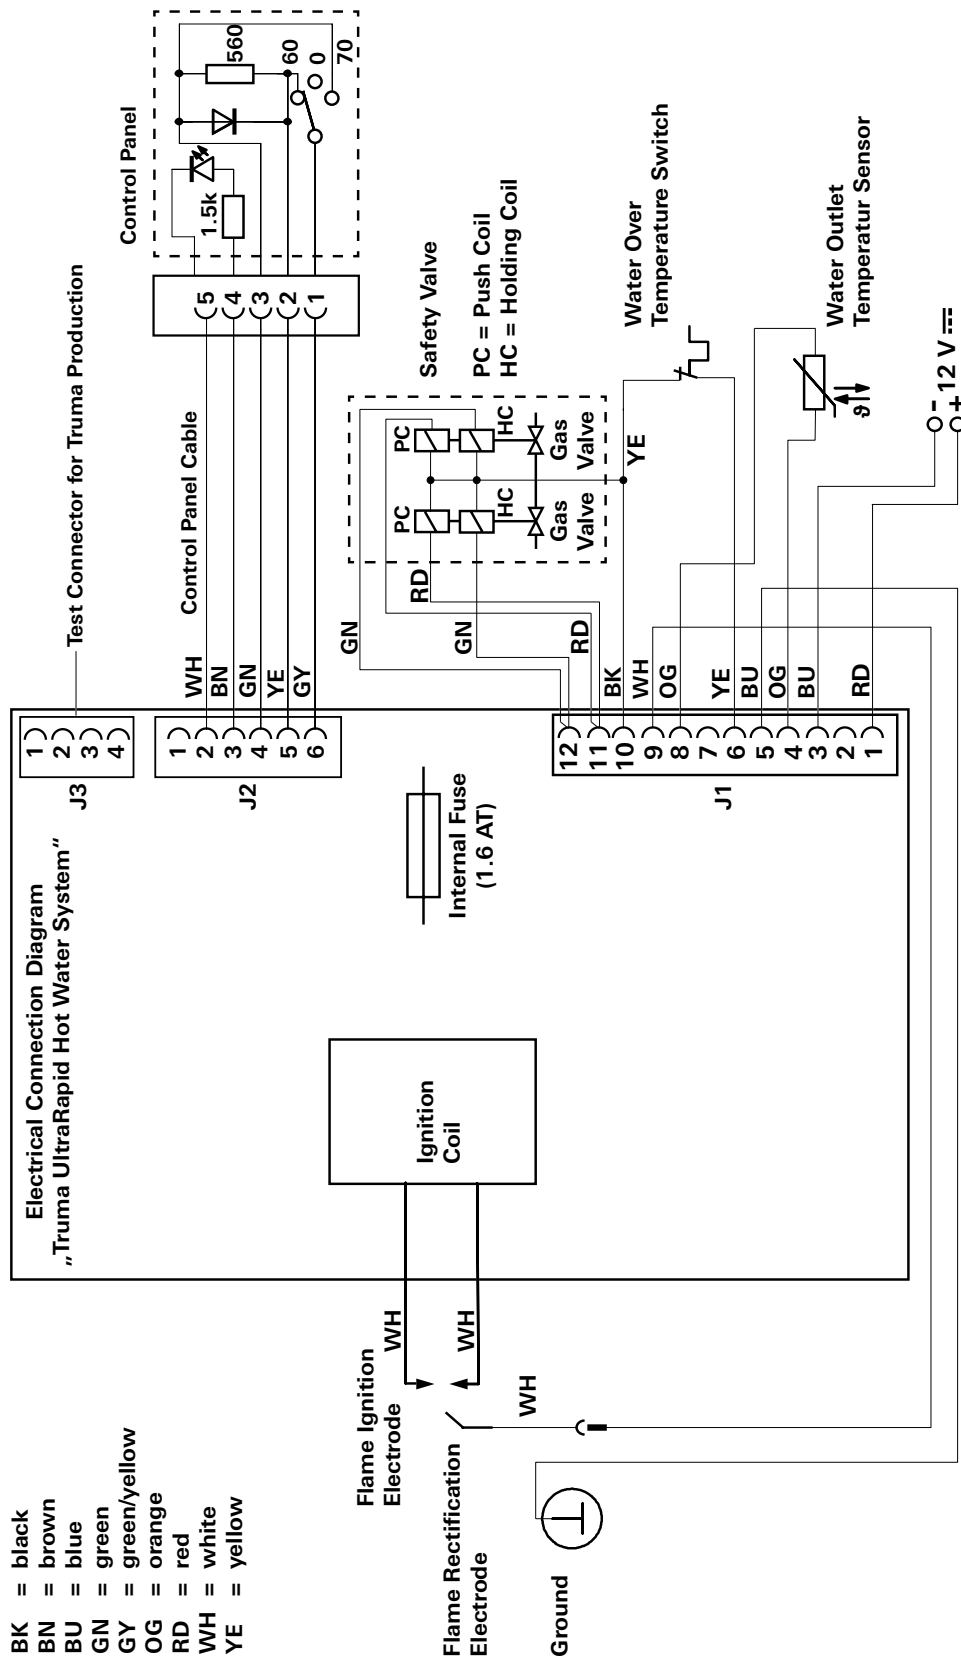 Electrical Connection Diagram
„Truma UltraRapid Hot Water System“
BK = black
BN = brown
BU = blue
GN = green
GY = green/yellow
OG = orange
RD = red
WH = white
YE = yellow
J3
1
2
3
4
Test Connector for Truma Production
J2
1
2
3
4
5
6
WH
BN
GN
YE
GY
Control Panel Cable
5
4
3
2
1
Control Panel
1.5k
560
60
0
70
Internal Fuse
(1.6 AT)
Ignition
Coil
WH
WH
Flame Ignition
Electrode
Flame Rectification
Electrode
WH
Ground
Safety Valve
PC = Push Coil
HC = Holding Coil
PC
PC
HC
HC
Gas
Valve
Gas
Valve
GN
RD
GN
RD
YE
Water Over
Temperature Switch
Water Outlet
Temperatur Sensor
ϑ
J1
12
11
10
9
8
7
6
5
4
3
2
1
BK
WH
OG
YE
BU
OG
BU
RD
-
+
12 V